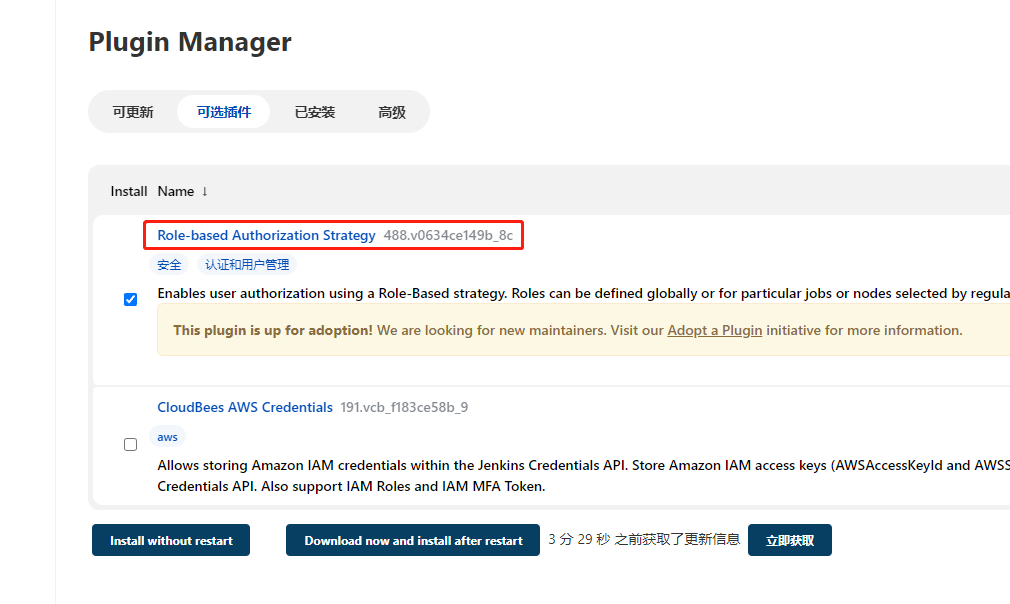 Plugin Manager
可更新 可选插件 已安装 高级
Install Name ↓
Role-based Authorization Strategy 488.v0634ce149b_8c
安全 认证和用户管理
Enables user authorization using a Role-Based strategy. Roles can be defined globally or for particular jobs or nodes selected by regula
This plugin is up for adoption! We are looking for new maintainers. Visit our Adopt a Plugin initiative for more information.
CloudBees AWS Credentials 191.vcb_f183ce58b_9
aws
Allows storing Amazon IAM credentials within the Jenkins Credentials API. Store Amazon IAM access keys (AWSAccessKeyId and AWSS
Credentials API. Also support IAM Roles and IAM MFA Token.
Install without restart Download now and install after restart 3 分 29 秒 之前获取了更新信息 立即获取